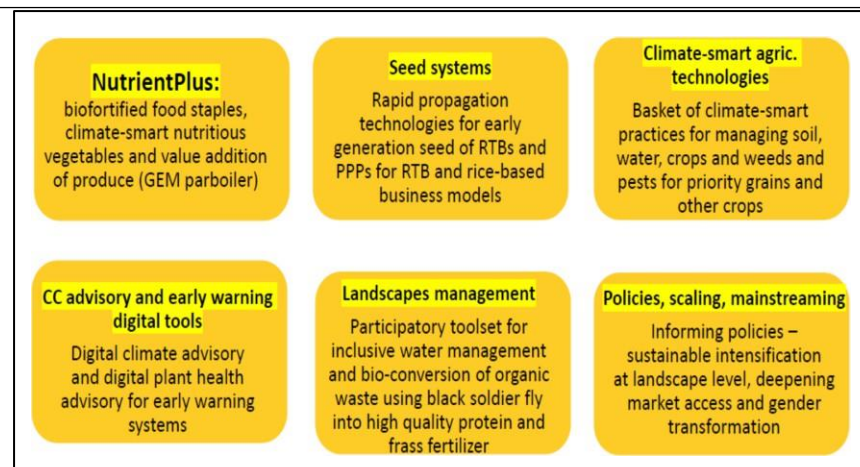 NutrientPlus:
biofortified food staples,
climate-smart nutritious
vegetables and value addition
of produce (GEM parboiler)
Seed systems
Rapid propagation
technologies for early
generation seed of RTBs and
PPPs for RTB and rice-based
business models
Climate-smart agric.
technologies
Basket of climate-smart
practices for managing soil,
water, crops and weeds and
pests for priority grains and
other crops
CC advisory and early warning
digital tools
Digital climate advisory
and digital plant health
advisory for early warning
systems
Landscapes management
Participatory toolset for
inclusive water management
and bio-conversion of organic
waste using black soldier fly
into high quality protein and
frass fertilizer
Policies, scaling, mainstreaming
Informing policies –
sustainable intensification
at landscape level, deepening
market access and gender
transformation